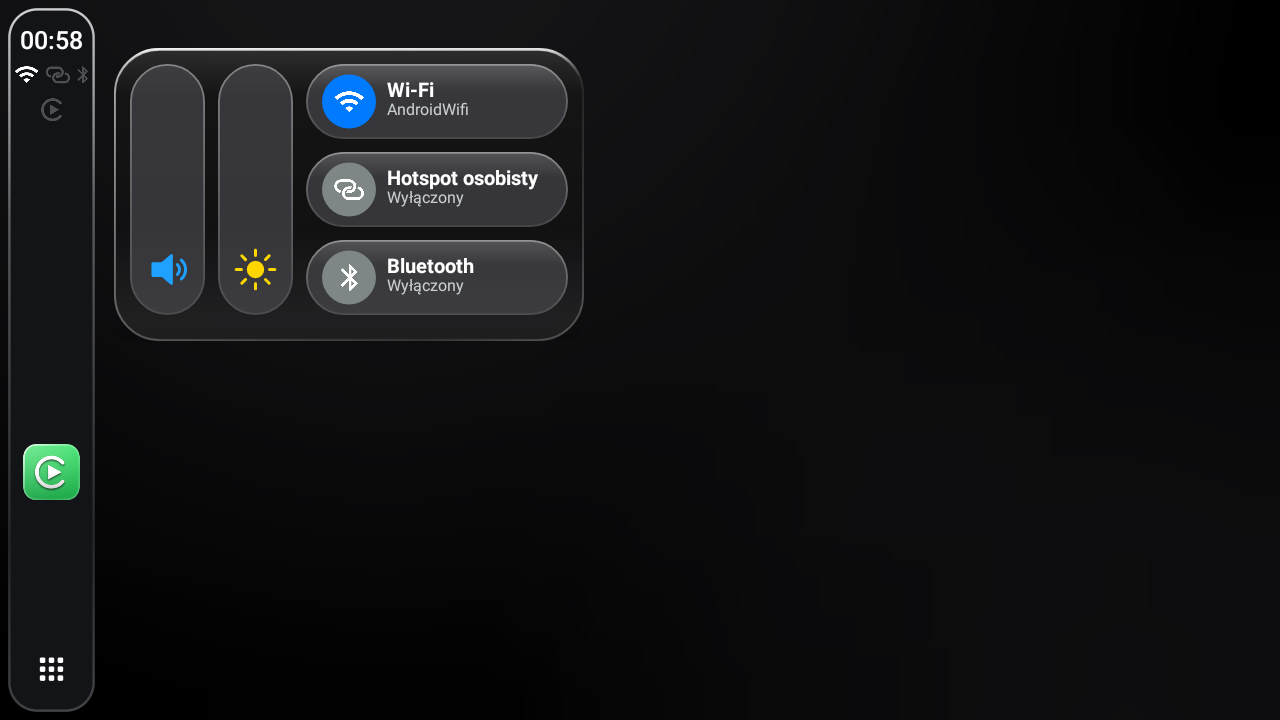 00:58
Wi-Fi
AndroidWifi
Hotspot osobisty
Wyłączony
Bluetooth
Wyłączony